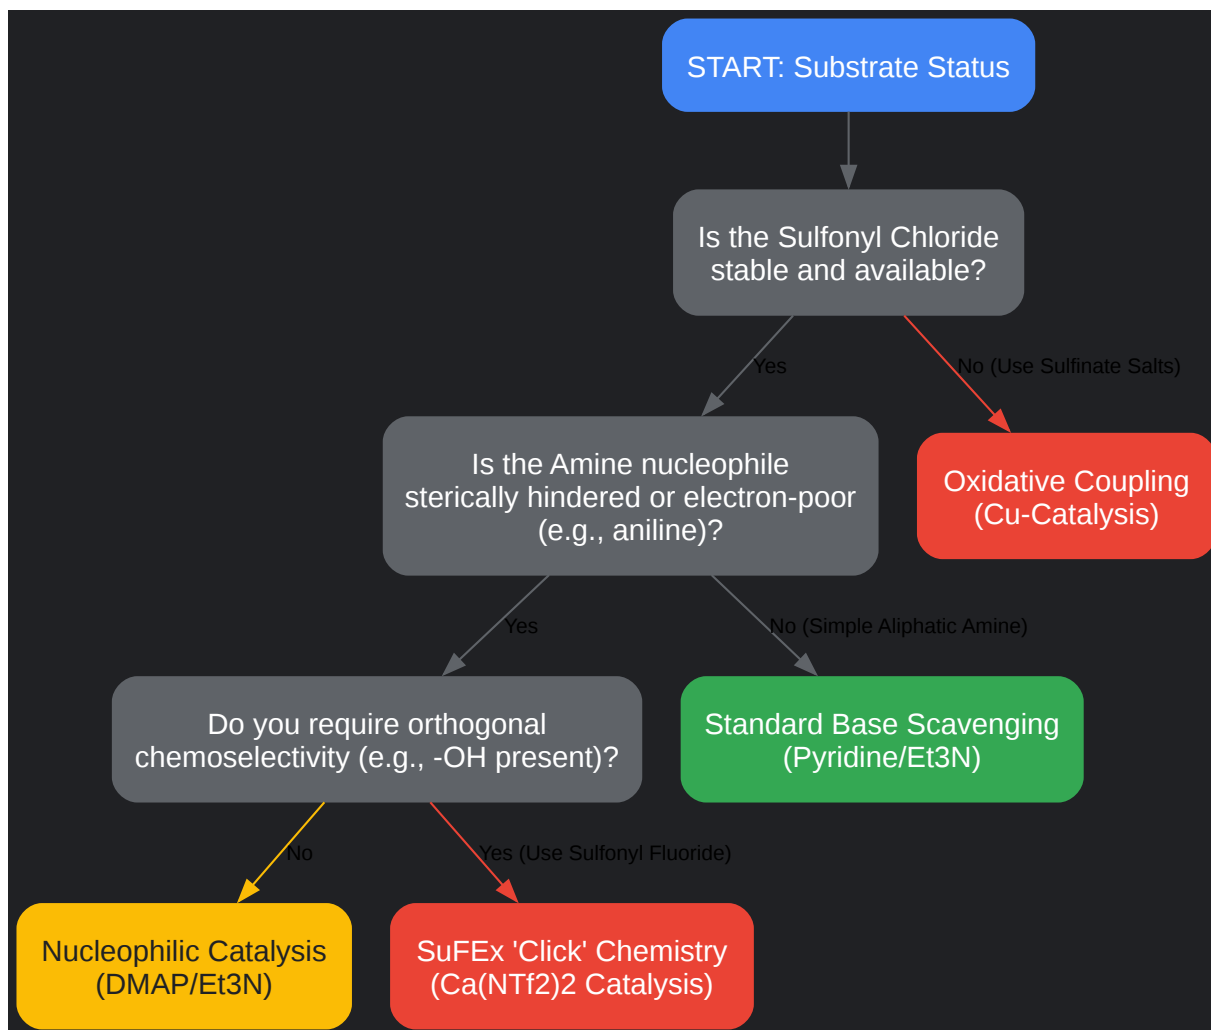 START: Substrate Status
Is the Sulfonyl Chloride
stable and available?
Yes
No (Use Sulfinate Salts)
Is the Amine nucleophile
sterically hindered or electron-poor
(e.g., aniline)?
Oxidative Coupling
(Cu-Catalysis)
Yes
No (Simple Aliphatic Amine)
Do you require orthogonal
chemoselectivity (e.g., -OH present)?
Standard Base Scavenging
(Pyridine/Et3N)
No
Yes (Use Sulfonyl Fluoride)
Nucleophilic Catalysis
(DMAP/Et3N)
SuFEx 'Click' Chemistry
(Ca(NTf2)2 Catalysis)